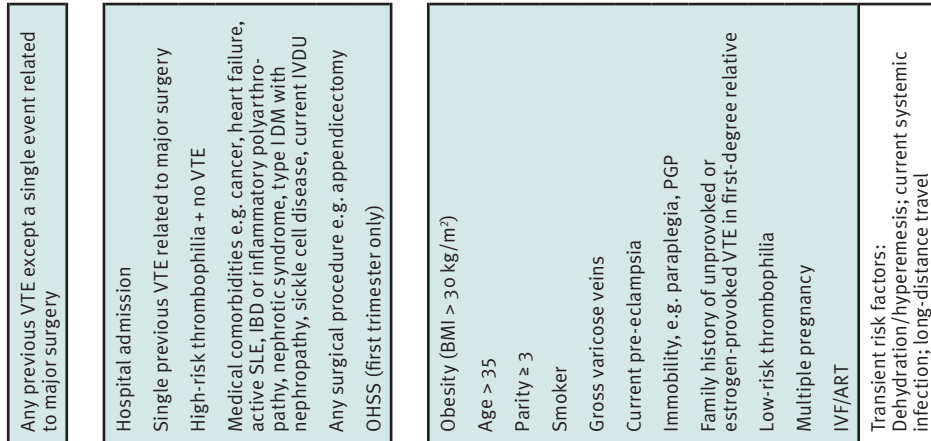 Any previous VTE except a single event related
to major surgery
Hospital admission
Single previous VTE related to major surgery
High-risk thrombophilia + no VTE
Medical comorbidities e.g. cancer, heart failure,
active SLE, IBD or inflammatory polyarthro-
pathy, nephrotic syndrome, type I DM with
nephropathy, sickle cell disease, current IVDU
Any surgical procedure e.g. appendicectomy
OHSS (first trimester only)
Obesity (BMI > 30 kg/m²)
Age > 35
Parity ≥ 3
Smoker
Gross varicose veins
Current pre-eclampsia
Immobility, e.g. paraplegia, PGP
Family history of unprovoked or
estrogen-provoked VTE in first-degree relative
Low-risk thrombophilia
Multiple pregnancy
IVF/ART
Transient risk factors:
Dehydration/hyperemesis; current systemic
infection; long-distance travel